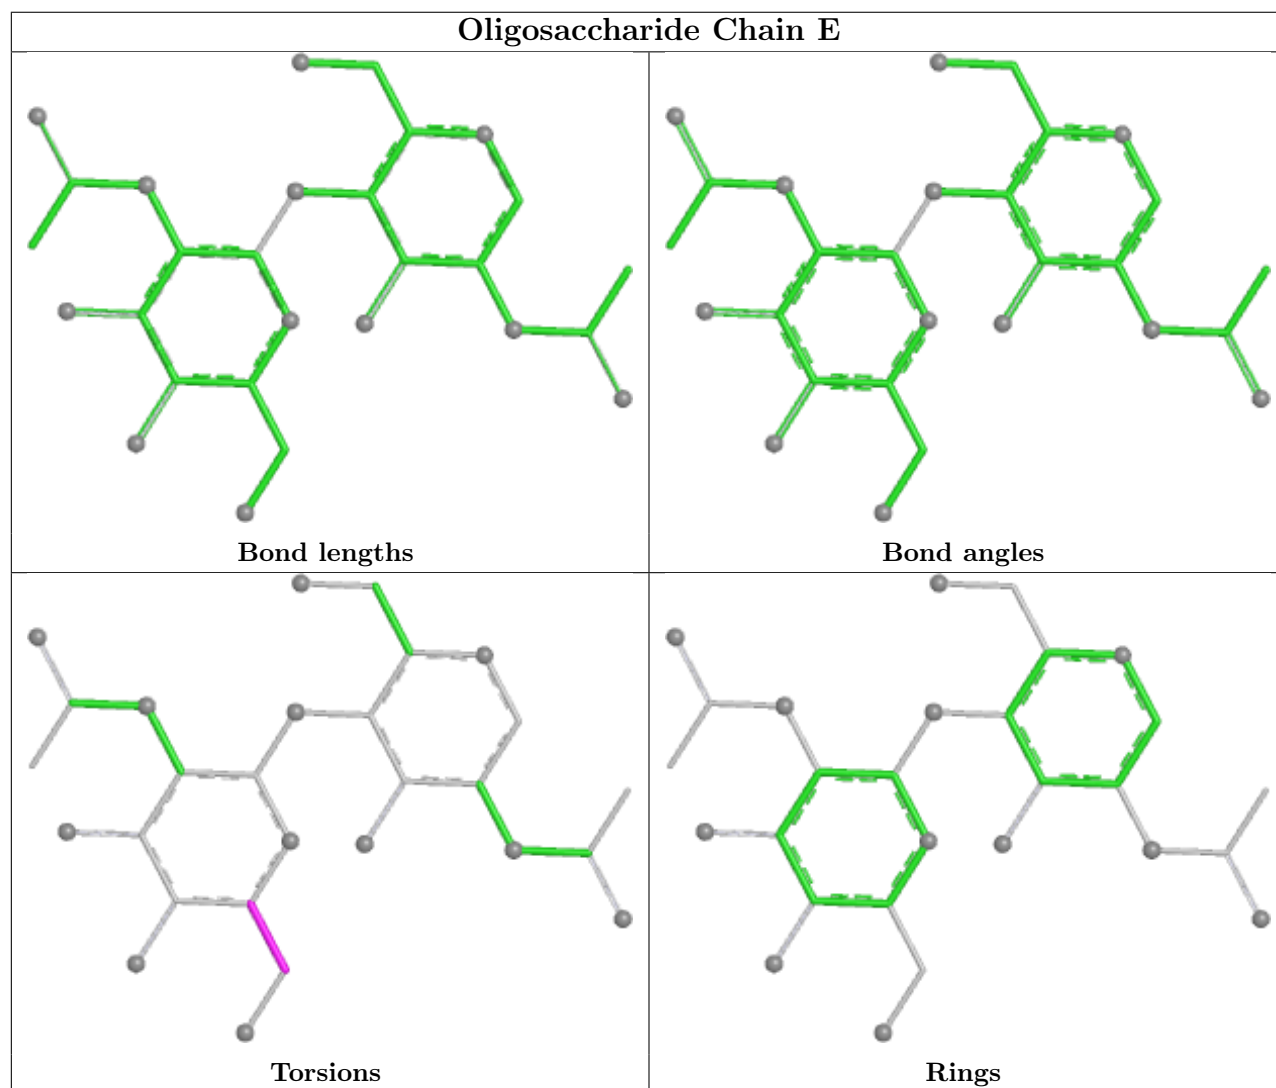 Oligosaccharide Chain E
Bond lengths
Bond angles
Torsions
Rings